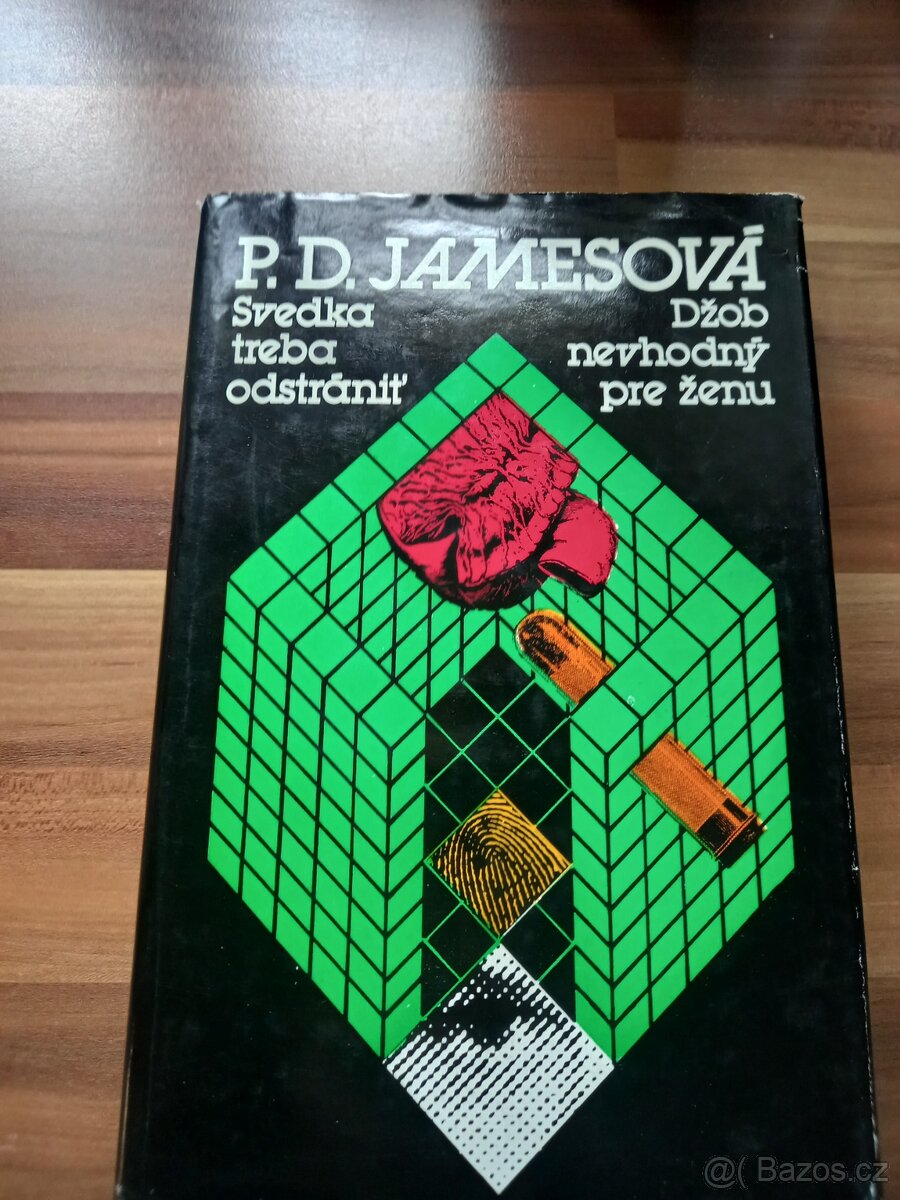 P. D. JAMESOVÁ
Svedka
treba
odstrániť
Džob
nevhodný
pre ženu
@( Bazos.cz